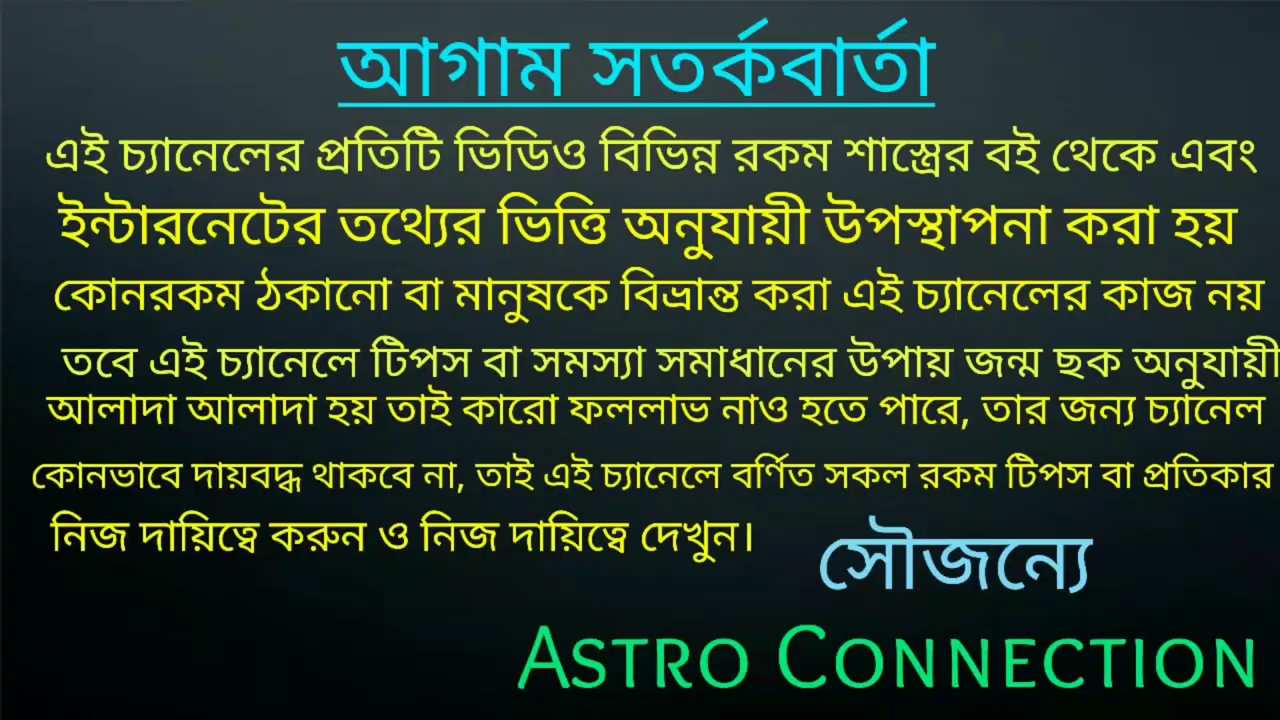 আগাম সতর্কবার্তা
এই চ্যানেলের প্রতিটি ভিডিও বিভিন্ন রকম শাস্ত্রের বই থেকে এবং
ইন্টারনেটের তথ্যের ভিত্তি অনুযায়ী উপস্থাপনা করা হয়
কোনরকম ঠকানো বা মানুষকে বিভ্রান্ত করা এই চ্যানেলের কাজ নয়
তবে এই চ্যানেলে টিপস বা সমস্যা সমাধানের উপায় জন্ম ছক অনুযায়ী
আলাদা আলাদা হয় তাই কারো ফললাভ নাও হতে পারে, তার জন্য চ্যানেল
কোনভাবে দায়বদ্ধ থাকবে না, তাই এই চ্যানেলে বর্ণিত সকল রকম টিপস বা প্রতিকার
নিজ দায়িত্বে করুন ও নিজ দায়িত্বে দেখুন।
সৌজন্যে
Astro Connection